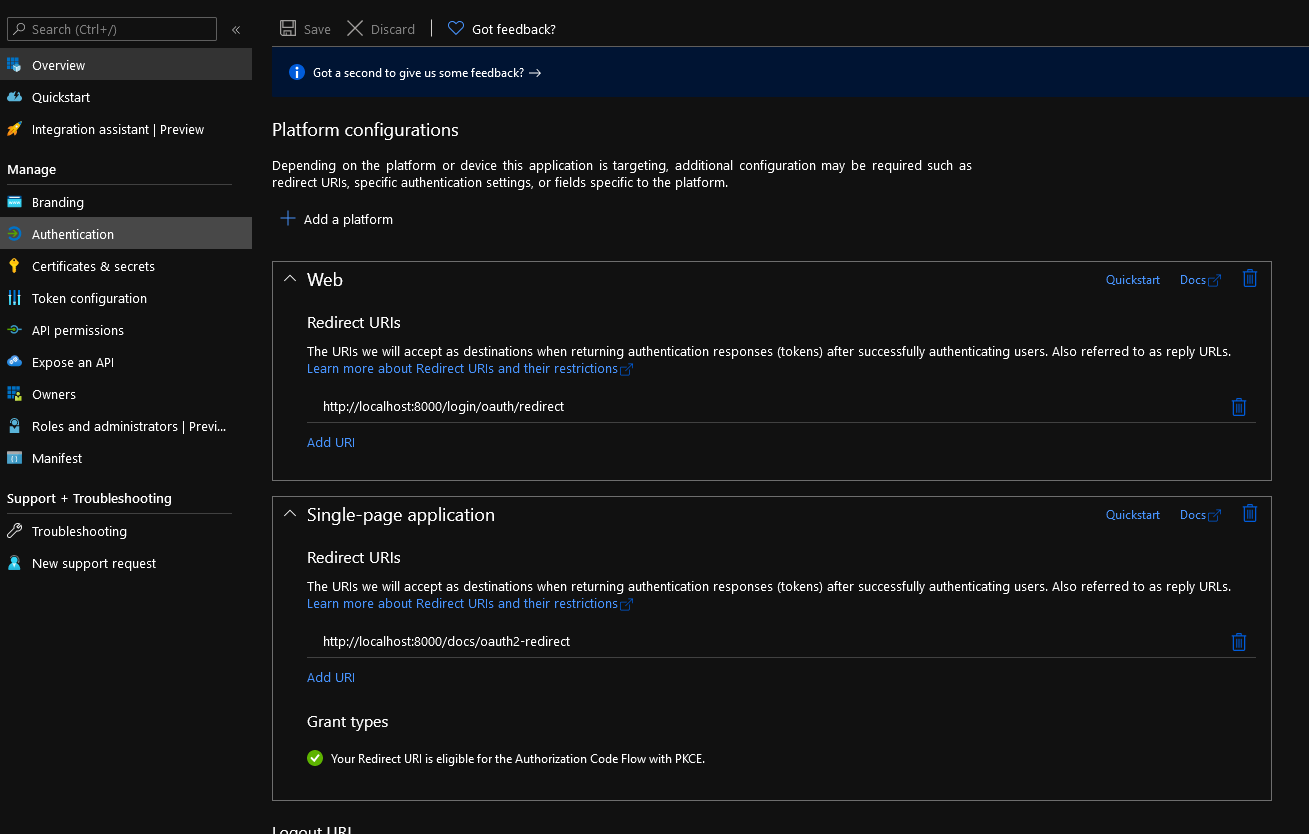 Search (Ctrl+/)
«
Overview
Quickstart
Integration assistant | Preview
Manage
Branding
Authentication
Certificates & secrets
Token configuration
API permissions
Expose an API
Owners
Roles and administrators | Previ...
Manifest
Support + Troubleshooting
Troubleshooting
New support request
Save
Discard
Got feedback?
Got a second to give us some feedback? →
Platform configurations
Depending on the platform or device this application is targeting, additional configuration may be required such as
redirect URIs, specific authentication settings, or fields specific to the platform.
Add a platform
Web
Quickstart
Docs
Redirect URIs
The URIs we will accept as destinations when returning authentication responses (tokens) after successfully authenticating users. Also referred to as reply URLs.
Learn more about Redirect URIs and their restrictions
http://localhost:8000/login/oauth/redirect
Add URI
Single-page application
Quickstart
Docs
Redirect URIs
The URIs we will accept as destinations when returning authentication responses (tokens) after successfully authenticating users. Also referred to as reply URLs.
Learn more about Redirect URIs and their restrictions
http://localhost:8000/docs/oauth2-redirect
Add URI
Grant types
Your Redirect URI is eligible for the Authorization Code Flow with PKCE.
Logout URL